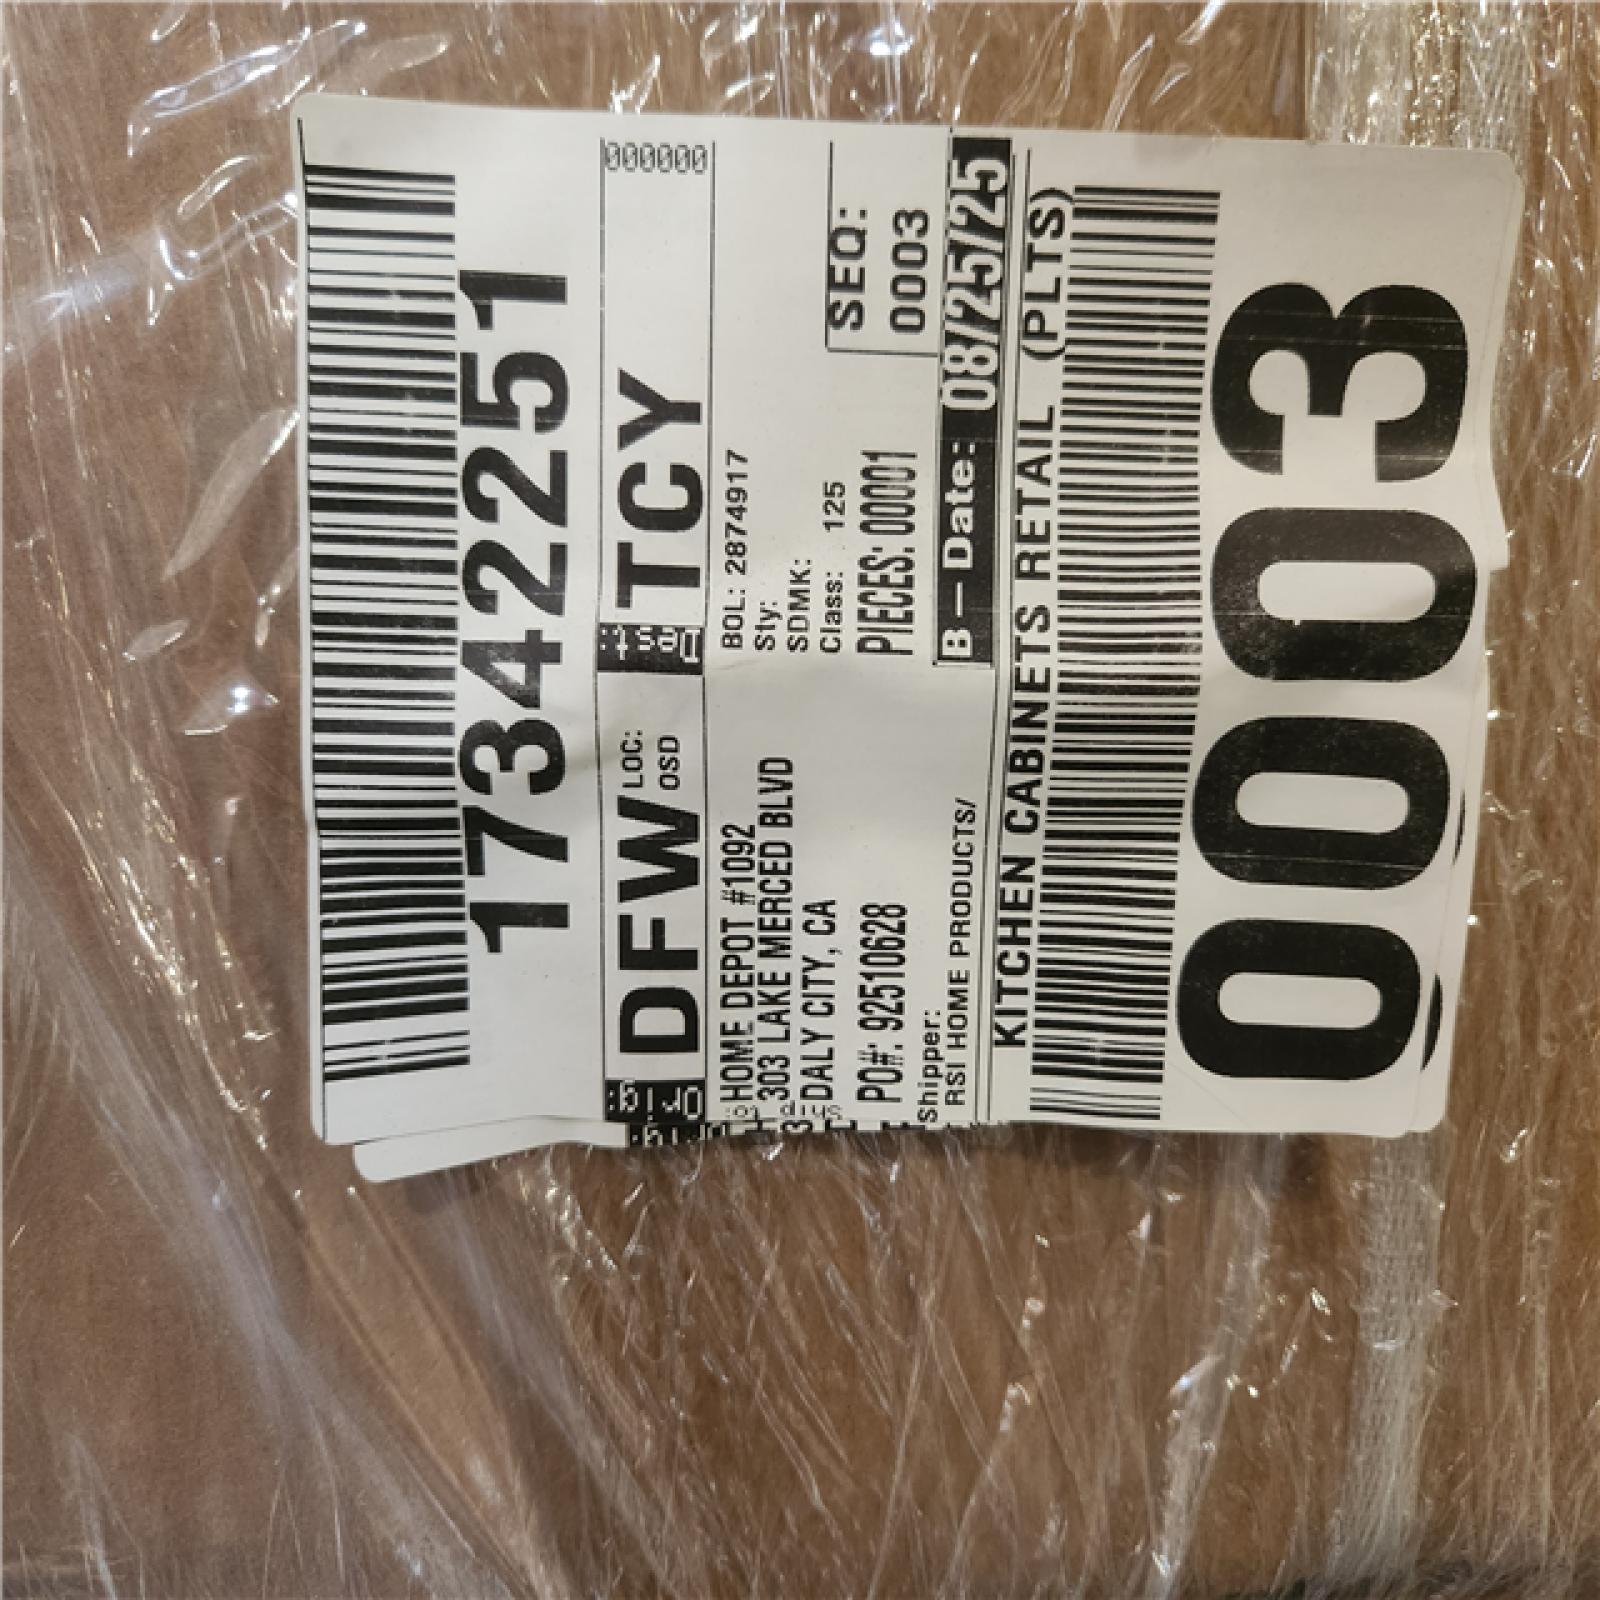 17342251
Orig: DFW LOC: OSD Dest: TCY 000000
HOME DEPOT #1092
303 LAKE MERCED BLVD
DALY CITY, CA
PO#: 92510628
Shipper:
RSI HOME PRODUCTS/
BOL: 2874917
Sty:
SDMK:
Class: 125
PIECES: 00001
SEQ:
0003
B-Date: 08/25/25
KITCHEN CABINETS RETAIL (PLTS)
0003